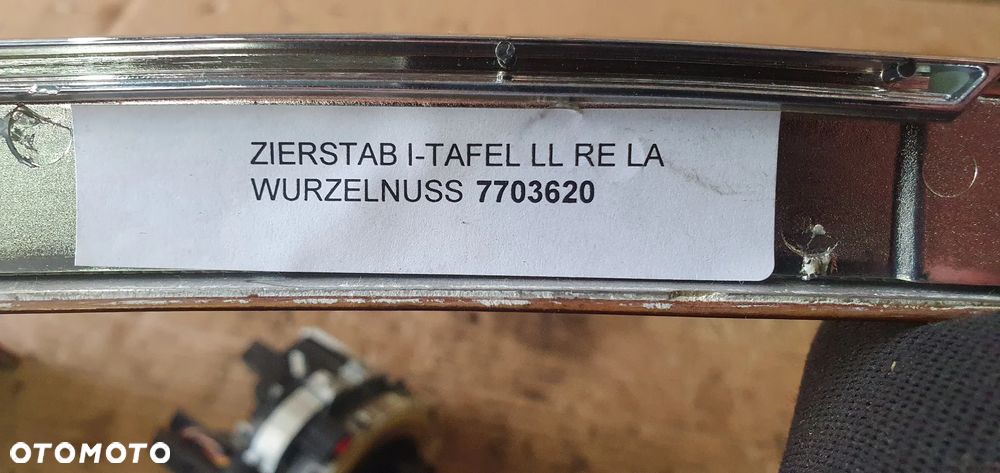 ZIERSTAB I-TAFEL LL RE LA
WURZELNUSS 7703620
OTOMOTO